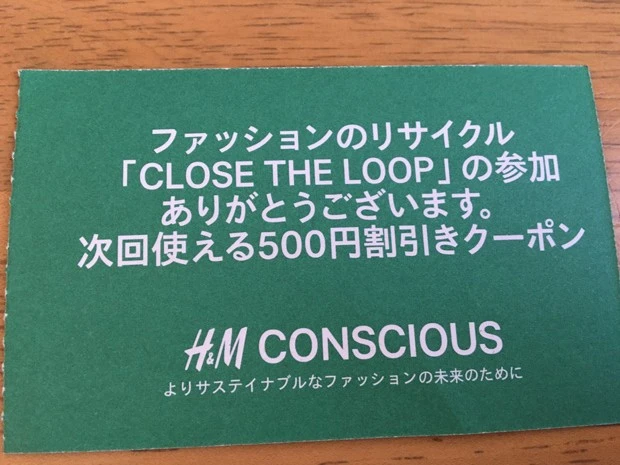 ファッションのリサイクル
「CLOSE THE LOOP」の参加
ありがとうございます。
次回使える500円割引きクーポン
H&M CONSCIOUS
よりサステイナブルなファッションの未来のために